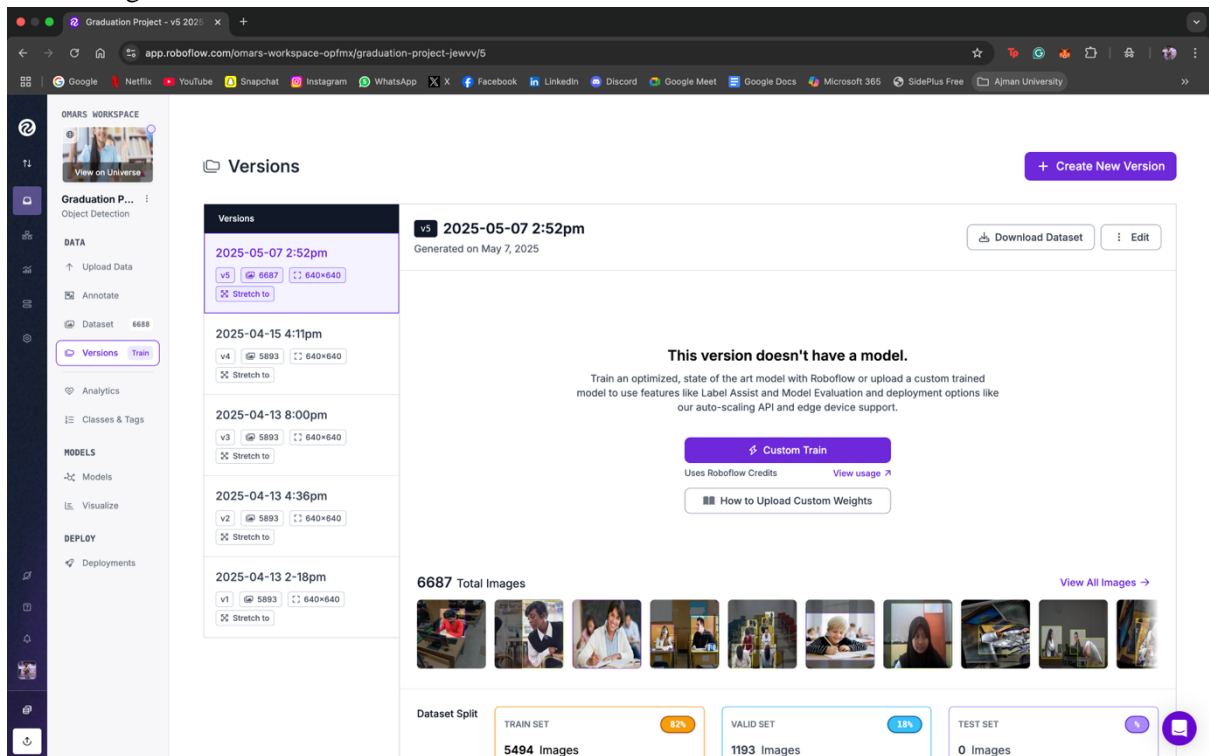 Graduation Project - v5 2025
app.roboflow.com/omars-workspace-opfmx/graduation-project-jewvv/5
Google Netflix YouTube Snapchat Instagram WhatsApp X Facebook LinkedIn Discord Google Meet Google Docs Microsoft 365 SidePlus Free Ajman University
OMARS WORKSPACE
View on Universe
Graduation P...
Object Detection
DATA
Upload Data
Annotate
Dataset 6688
Versions Train
Analytics
Classes & Tags
MODELS
Models
Visualize
DEPLOY
Deployments
Versions
+ Create New Version
Versions
2025-05-07 2:52pm
v5 6687 640×640
Stretch to
2025-04-15 4:11pm
v4 5893 640×640
Stretch to
2025-04-13 8:00pm
v3 5893 640×640
Stretch to
2025-04-13 4:36pm
v2 5893 640×640
Stretch to
2025-04-13 2-18pm
v1 5893 640×640
Stretch to
v5 2025-05-07 2:52pm
Generated on May 7, 2025
Download Dataset
Edit
This version doesn't have a model.
Train an optimized, state of the art model with Roboflow or upload a custom trained
model to use features like Label Assist and Model Evaluation and deployment options like
our auto-scaling API and edge device support.
Custom Train
Uses Roboflow Credits View usage ↗
How to Upload Custom Weights
6687 Total Images
View All Images →
Dataset Split
TRAIN SET 82%
5494 Images
VALID SET 18%
1193 Images
TEST SET %
0 Images